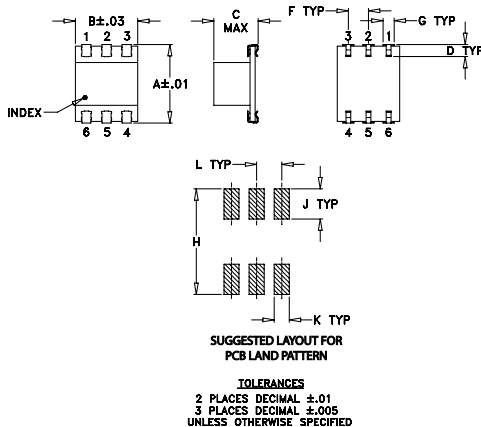 B±.03
C
MAX
F TYP
G TYP
1 2 3
3 2 1
D TYP
A±.01
INDEX
6 5 4
4 5 6
L TYP
J TYP
H
K TYP
SUGGESTED LAYOUT FOR
PCB LAND PATTERN
TOLERANCES
2 PLACES DECIMAL ±.01
3 PLACES DECIMAL ±.005
UNLESS OTHERWISE SPECIFIED